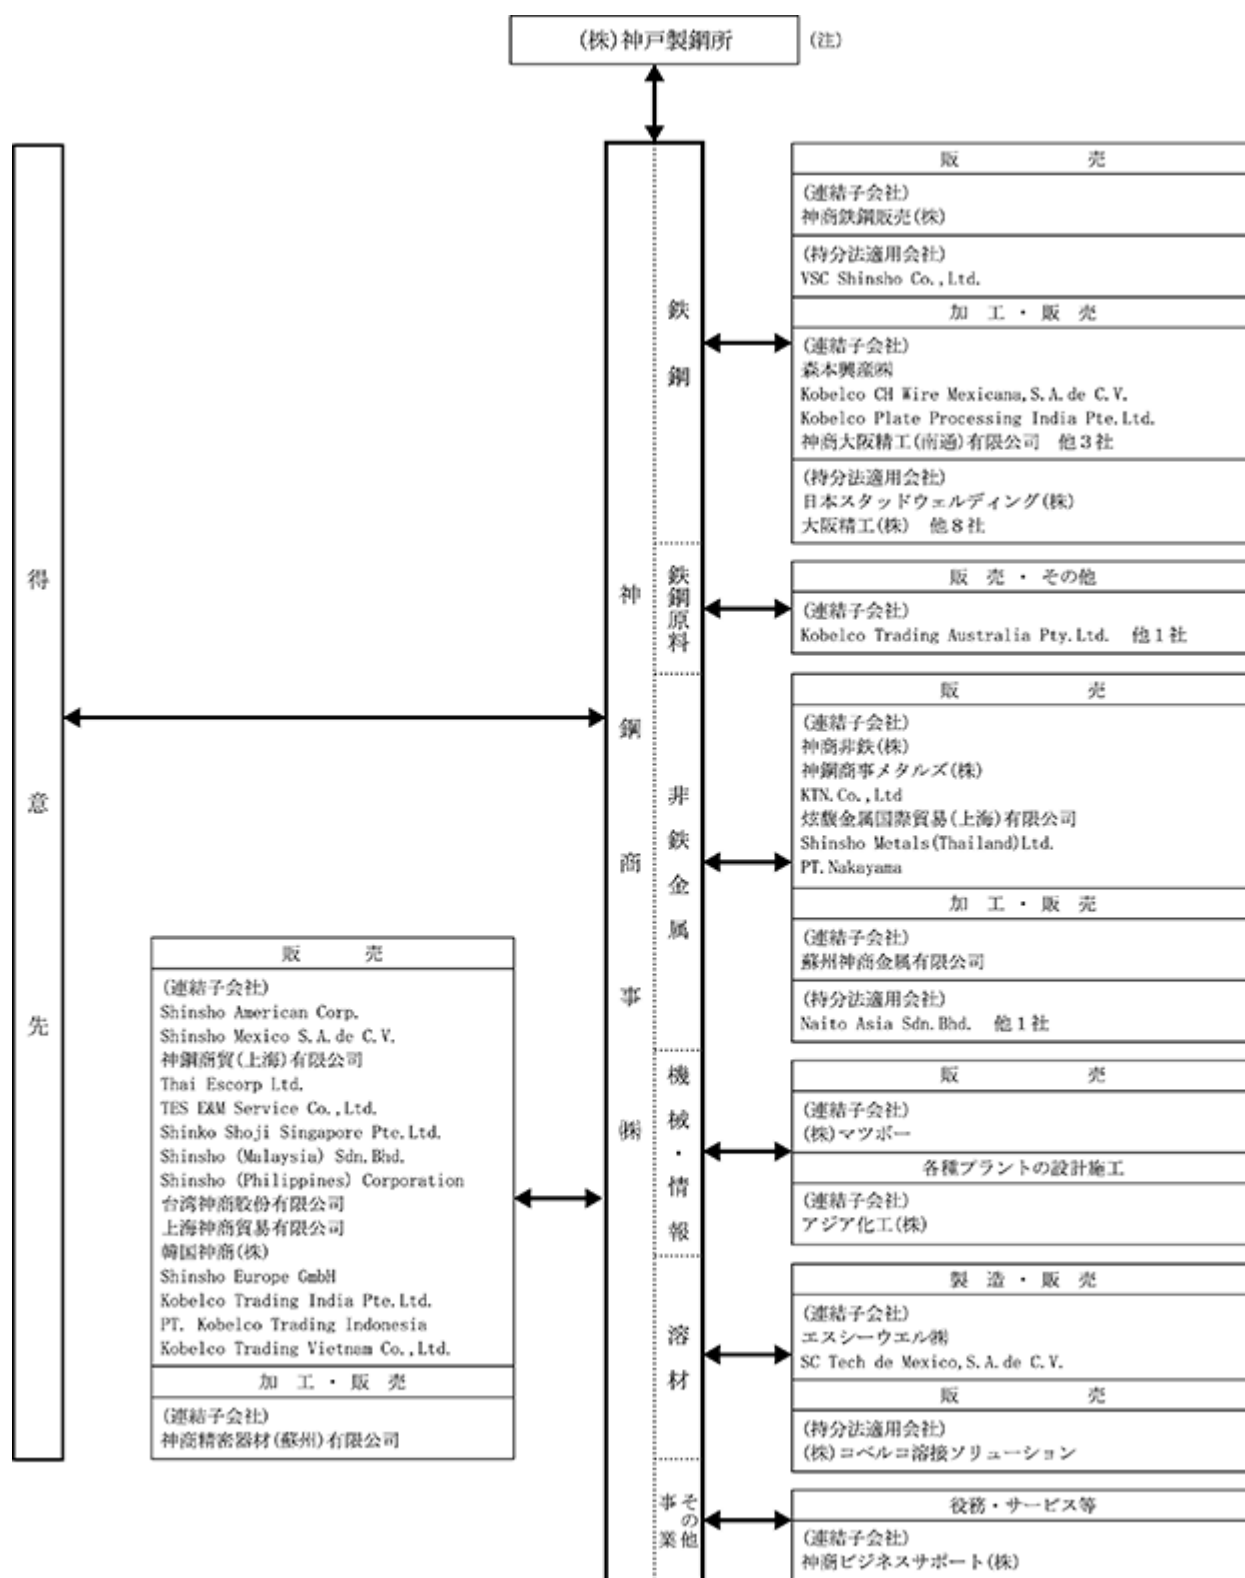 (株)神戸製鋼所
(注)
得意先
神鋼商事㈱
鉄鋼
販売
(連結子会社)
神商鉄鋼販売(株)
(持分法適用会社)
VSC Shinsho Co.,Ltd.
加工・販売
(連結子会社)
森本興産㈱
Kobelco CH Wire Mexicana,S.A.de C.V.
Kobelco Plate Processing India Pte.Ltd.
神商大阪精工(南通)有限公司　他3社
(持分法適用会社)
日本スタッドウェルディング(株)
大阪精工(株)　他8社
鉄鋼原料
販売・その他
(連結子会社)
Kobelco Trading Australia Pty.Ltd.　他1社
非鉄金属
販売
(連結子会社)
神商非鉄(株)
神鋼商事メタルズ(株)
KTN.Co.,Ltd
炫馥金属国際貿易(上海)有限公司
Shinsho Metals(Thailand)Ltd.
PT.Nakayama
加工・販売
(連結子会社)
蘇州神商金属有限公司
(持分法適用会社)
Naito Asia Sdn.Bhd.　他1社
機械・情報
販売
(連結子会社)
(株)マツボー
各種プラントの設計施工
(連結子会社)
アジア化工(株)
溶材
製造・販売
(連結子会社)
エスシーウエル㈱
SC Tech de Mexico,S.A.de C.V.
販売
(持分法適用会社)
(株)コベルコ溶接ソリューション
その他
事業
役務・サービス等
(連結子会社)
神商ビジネスサポート(株)
販売
(連結子会社)
Shinsho American Corp.
Shinsho Mexico S.A.de C.V.
神鋼商貿(上海)有限公司
Thai Escorp Ltd.
TES E&M Service Co.,Ltd.
Shinko Shoji Singapore Pte.Ltd.
Shinsho (Malaysia) Sdn.Bhd.
Shinsho (Philippines) Corporation
台湾神商股份有限公司
上海神商貿易有限公司
韓国神商(株)
Shinsho Europe GmbH
Kobelco Trading India Pte.Ltd.
PT. Kobelco Trading Indonesia
Kobelco Trading Vietnam Co.,Ltd.
加工・販売
(連結子会社)
神商精密器材(蘇州)有限公司